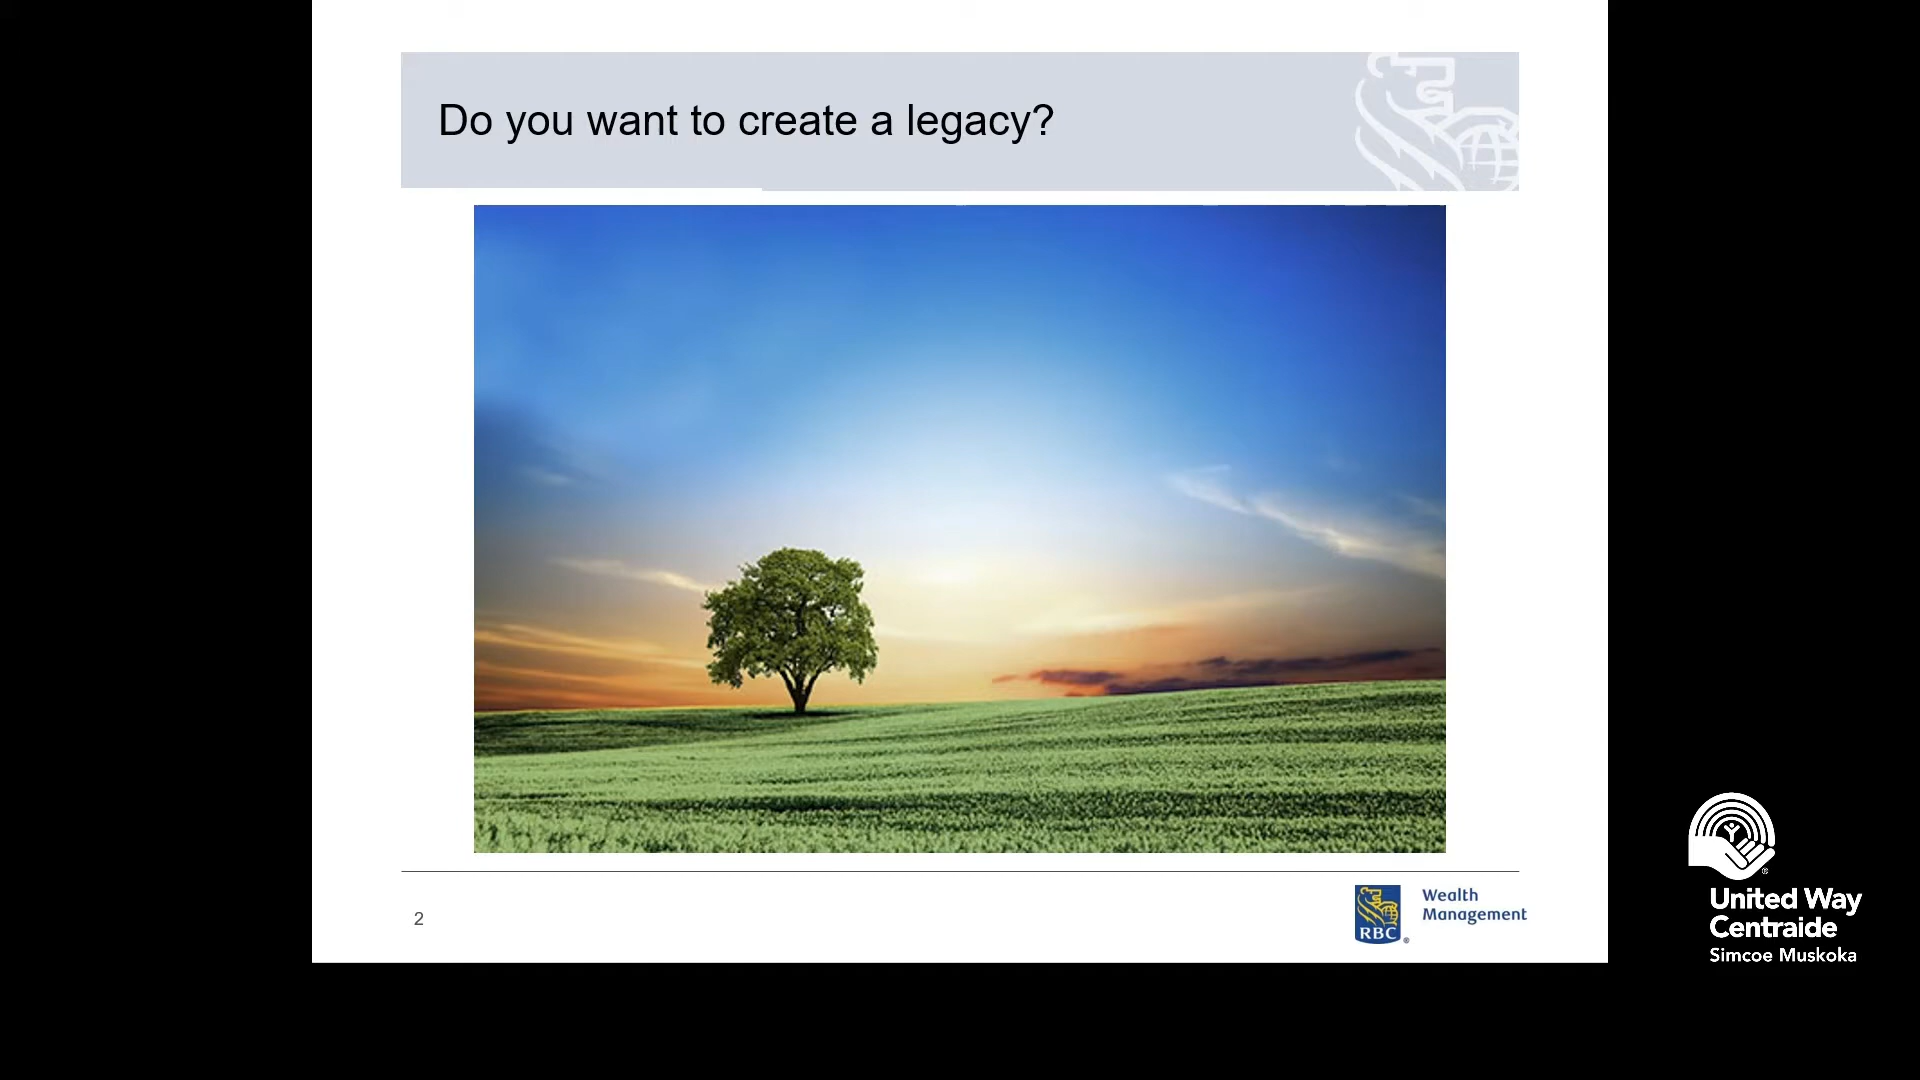 Do you want to create a legacy?
2
RBC
Wealth
Management
United Way
Centraide
Simcoe Muskoka